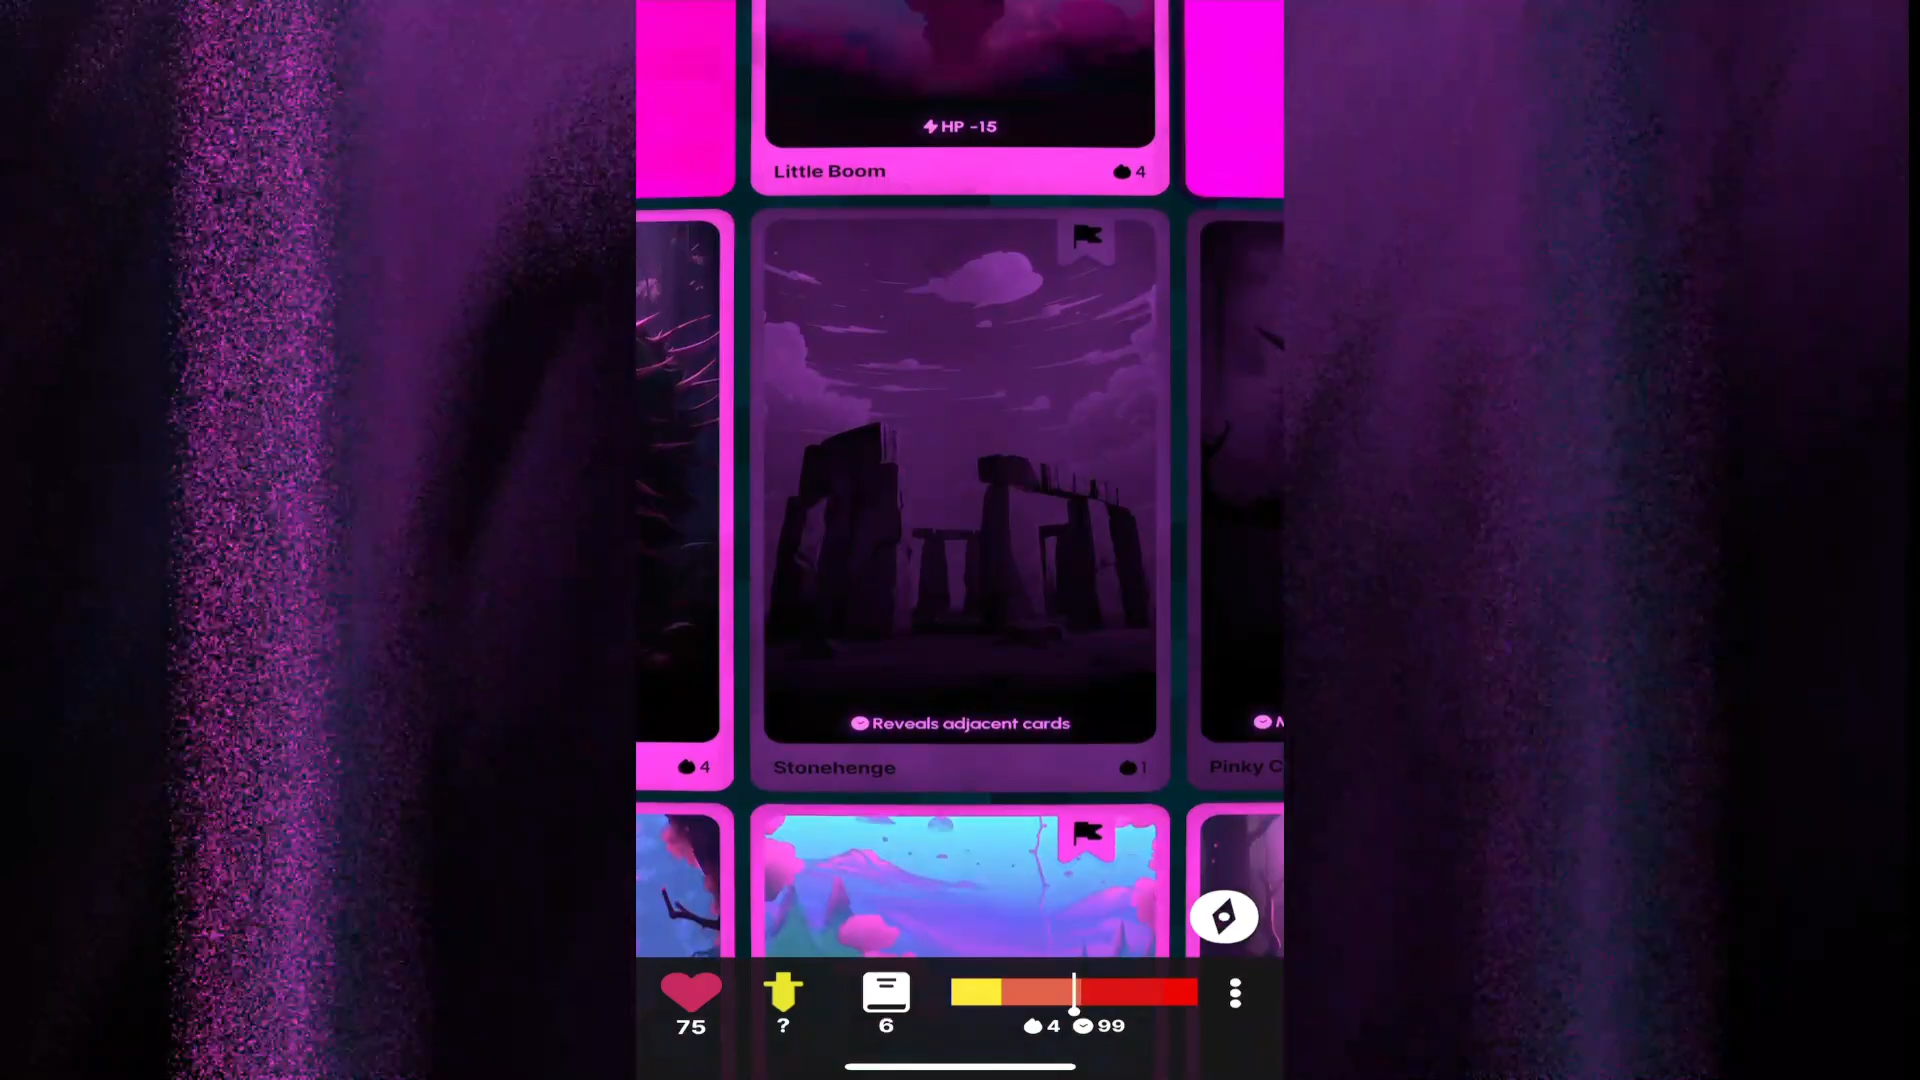 HP -15
Little Boom
4
Reveals adjacent cards
4
Stonehenge
1
Pinky C
75
?
6
4
99